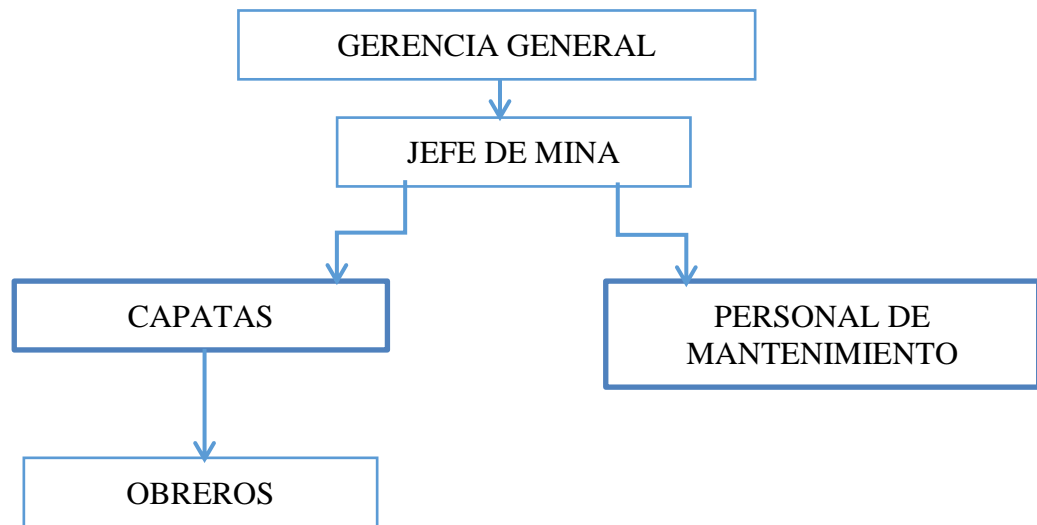 GERENCIA GENERAL
JEFE DE MINA
CAPATAS
PERSONAL DE
MANTENIMIENTO
OBREROS